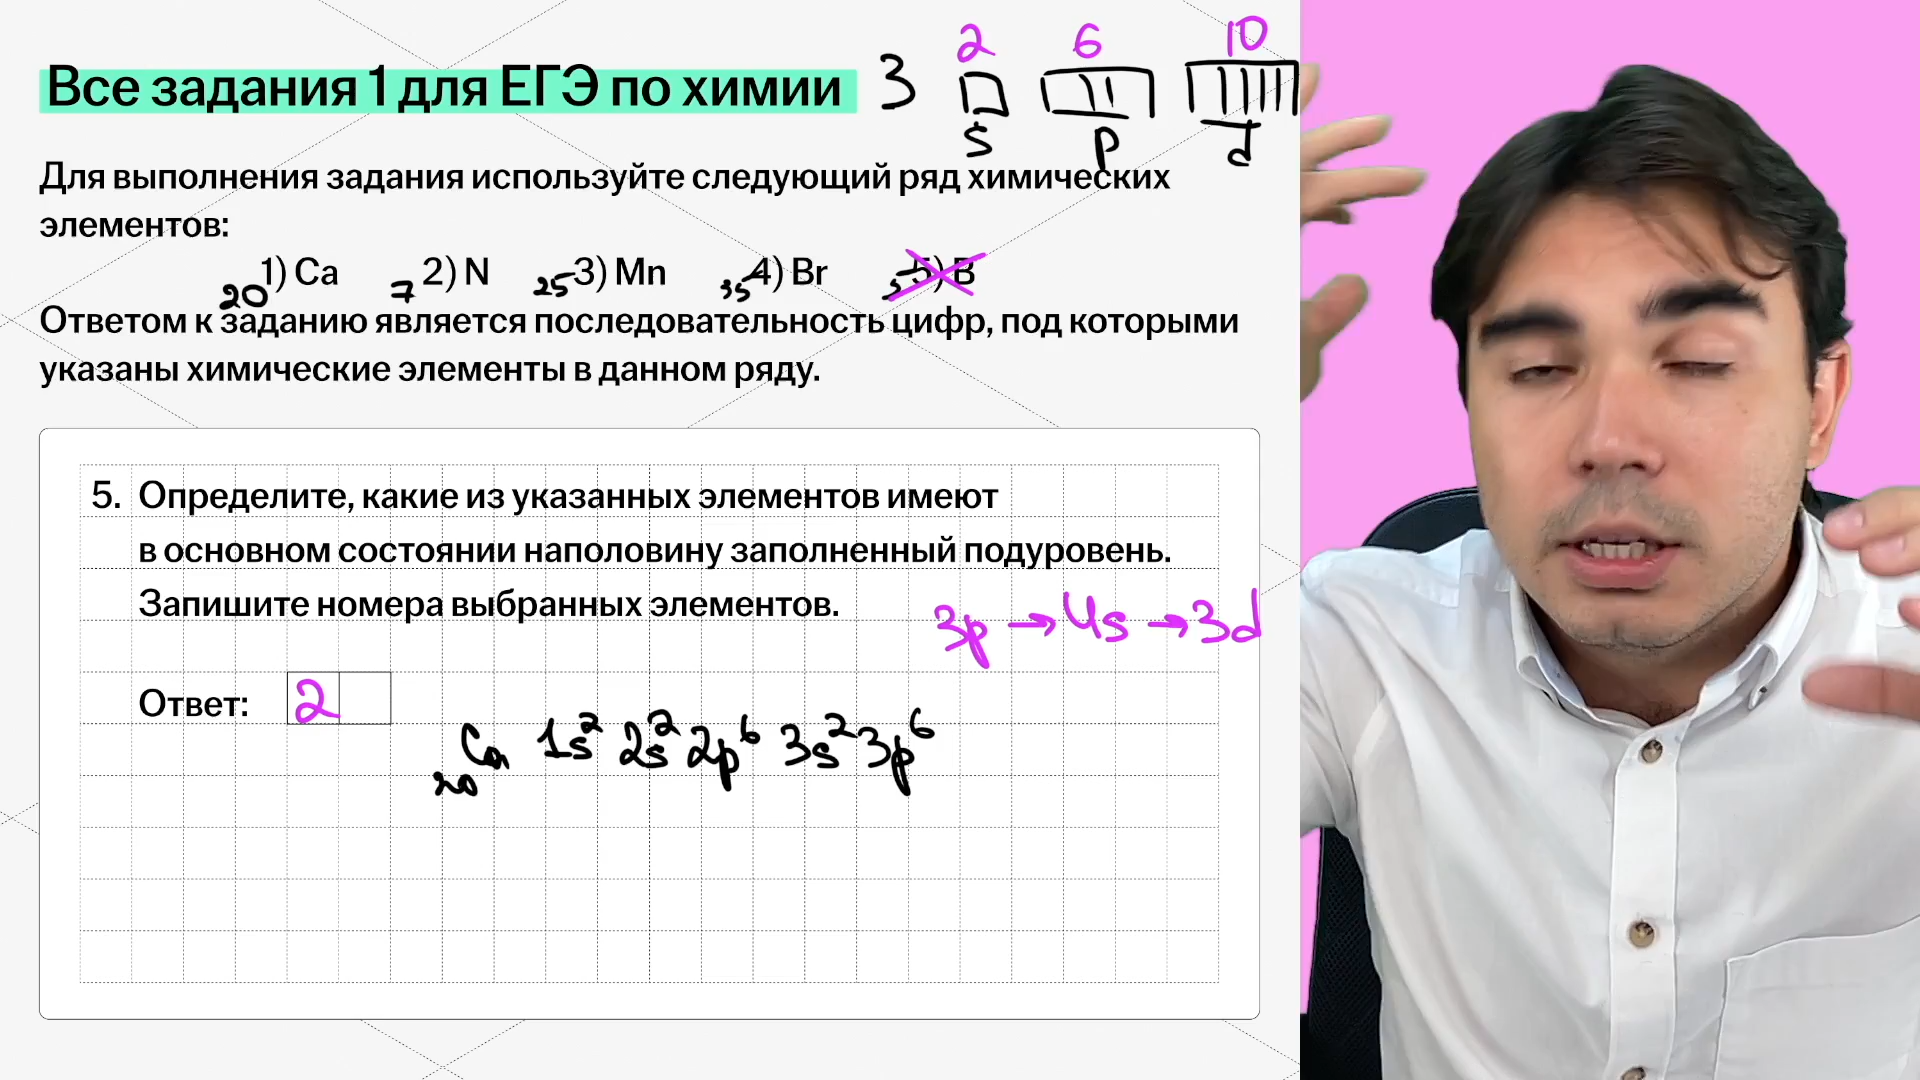 2 6 10
Все задания 1 для ЕГЭ по химии 3
s p d
Для выполнения задания используйте следующий ряд химических
элементов:
1) Ca 2) N 3) Mn 4) Br 5) B
20 7 25 35 5
Ответом к заданию является последовательность цифр, под которыми
указаны химические элементы в данном ряду.
5. Определите, какие из указанных элементов имеют
в основном состоянии наполовину заполненный подуровень.
Запишите номера выбранных элементов.
3p → 4s → 3d
Ответ: 2
20Ca 1s² 2s² 2p⁶ 3s² 3p⁶